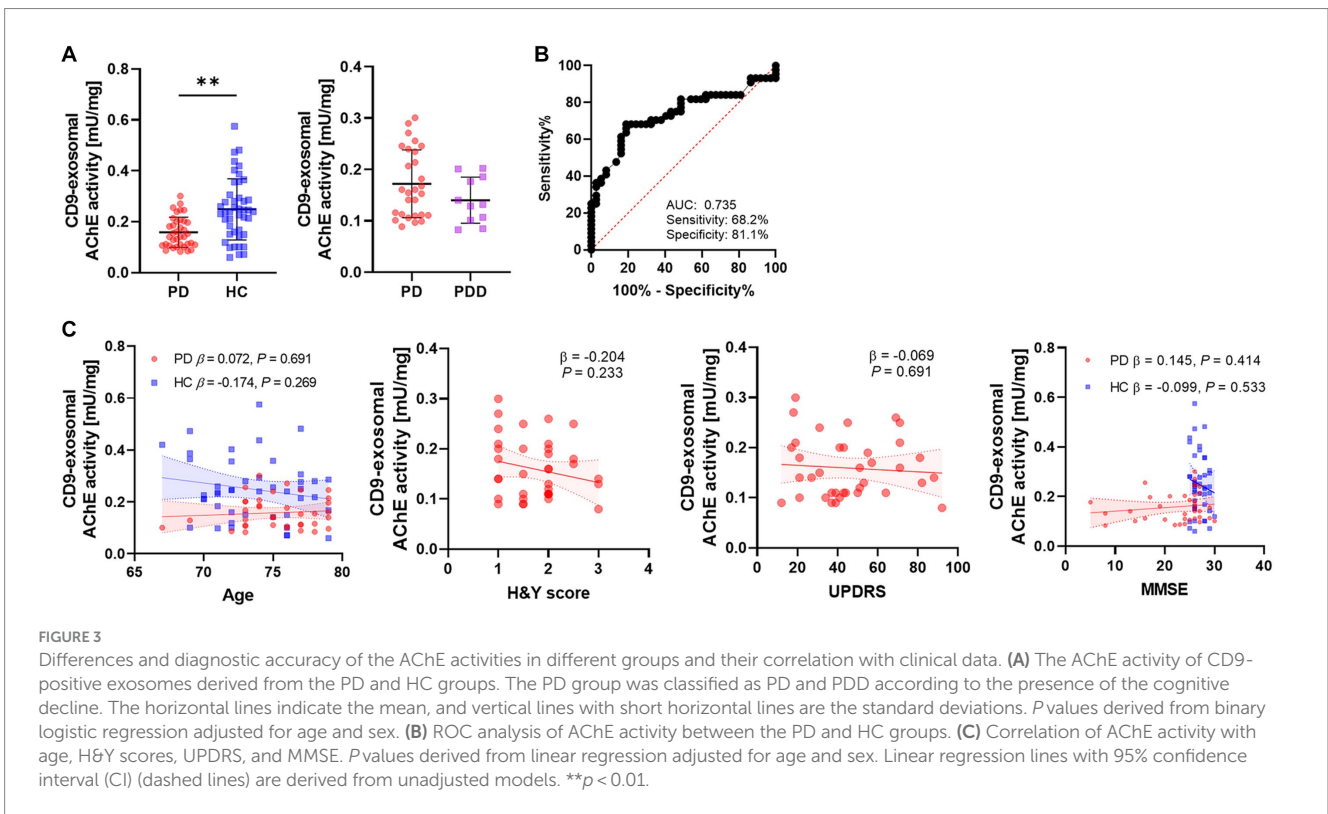 A
**
CD9-exosomal
AChE activity [mU/mg]
0.8
0.6
0.4
0.2
0.0
PD
HC
CD9-exosomal
AChE activity [mU/mg]
0.4
0.3
0.2
0.1
0.0
PD
PDD
B
Sensitivity%
100
80
60
40
20
0
AUC: 0.735
Sensitivity: 68.2%
Specificity: 81.1%
0
20
40
60
80
100
100% - Specificity%
C
CD9-exosomal
AChE activity [mU/mg]
0.8
0.6
0.4
0.2
0.0
PD β = 0.072, P = 0.691
HC β = -0.174, P = 0.269
65
70
75
80
Age
CD9-exosomal
AChE activity [mU/mg]
0.4
0.3
0.2
0.1
0.0
β = -0.204
P = 0.233
0
1
2
3
4
H&Y score
CD9-exosomal
AChE activity [mU/mg]
0.4
0.3
0.2
0.1
0.0
β = -0.069
P = 0.691
0
20
40
60
80
100
UPDRS
CD9-exosomal
AChE activity [mU/mg]
0.8
0.6
0.4
0.2
0.0
PD β = 0.145, P = 0.414
HC β = -0.099, P = 0.533
0
10
20
30
40
MMSE
FIGURE 3
Differences and diagnostic accuracy of the AChE activities in different groups and their correlation with clinical data. (A) The AChE activity of CD9-
positive exosomes derived from the PD and HC groups. The PD group was classified as PD and PDD according to the presence of the cognitive
decline. The horizontal lines indicate the mean, and vertical lines with short horizontal lines are the standard deviations. P values derived from binary
logistic regression adjusted for age and sex. (B) ROC analysis of AChE activity between the PD and HC groups. (C) Correlation of AChE activity with
age, H&Y scores, UPDRS, and MMSE. P values derived from linear regression adjusted for age and sex. Linear regression lines with 95% confidence
interval (CI) (dashed lines) are derived from unadjusted models. **p < 0.01.